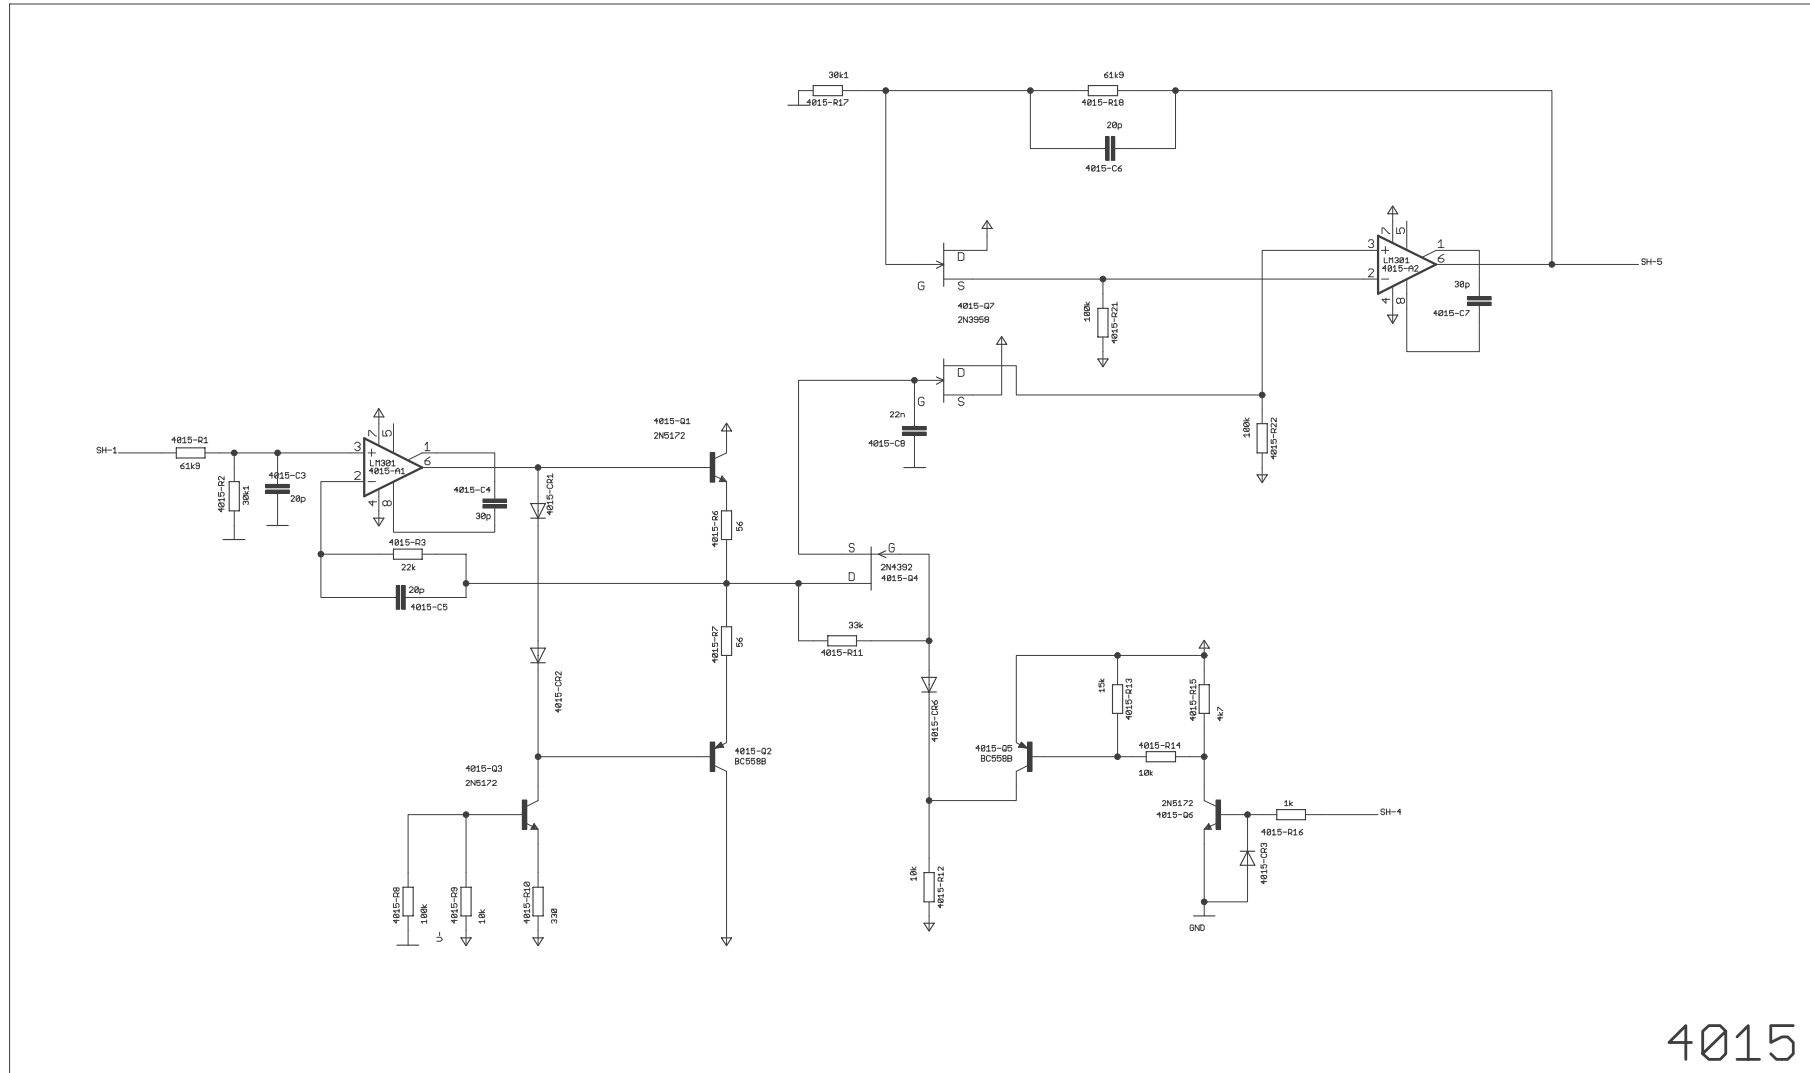 30k1
4015-R17
61k9
4015-R18
20p
4015-C6
D
G
S
4015-Q7
2N3958
100k
4015-R21
7
5
3
+
1
LM301
4015-A2
6
2
-
4
8
SH-5
30p
4015-C7
D
G
S
22n
4015-C8
100k
4015-R22
SH-1
4015-R1
61k9
4015-R2
30k1
4015-C3
20p
7
5
3
+
1
LM301
4015-A1
6
2
-
4
8
4015-C4
30p
4015-CR1
4015-Q1
2N5172
4015-R6
56
4015-R3
22k
20p
4015-C5
S
G
2N4392
4015-Q4
D
4015-R7
56
33k
4015-R11
4015-CR2
4015-CR6
15k
4015-R13
4015-R15
4k7
4015-Q2
BC558B
4015-Q5
BC558B
4015-R14
10k
4015-Q3
2N5172
2N5172
4015-Q6
1k
4015-R16
SH-4
4015-CR3
4015-R8
100k
4015-R9
10k
4015-R10
330
U-
10k
4015-R12
GND
4015